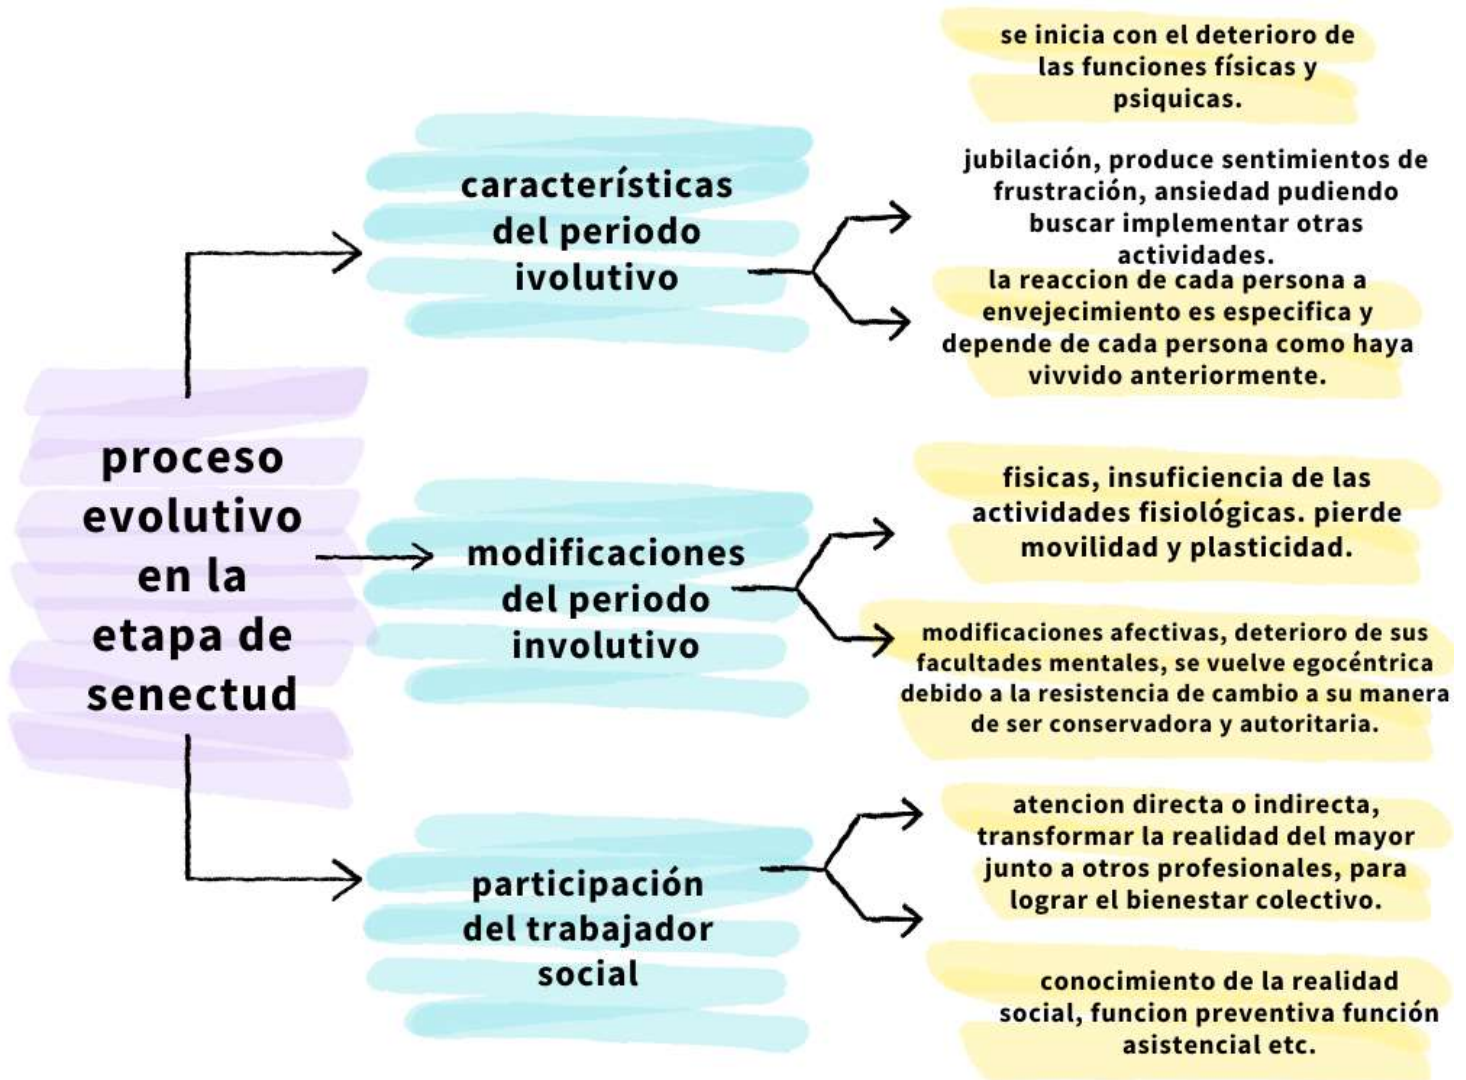 proceso
evolutivo
en la
etapa de
senectud
características
del periodo
ivolutivo
se inicia con el deterioro de
las funciones físicas y
psiquicas.
jubilación, produce sentimientos de
frustración, ansiedad pudiendo
buscar implementar otras
actividades.
la reaccion de cada persona a
envejecimiento es especifica y
depende de cada persona como haya
vivvido anteriormente.
modificaciones
del periodo
involutivo
fisicas, insuficiencia de las
actividades fisiológicas. pierde
movilidad y plasticidad.
modificaciones afectivas, deterioro de sus
facultades mentales, se vuelve egocéntrica
debido a la resistencia de cambio a su manera
de ser conservadora y autoritaria.
participación
del trabajador
social
atencion directa o indirecta,
transformar la realidad del mayor
junto a otros profesionales, para
lograr el bienestar colectivo.
conocimiento de la realidad
social, funcion preventiva función
asistencial etc.